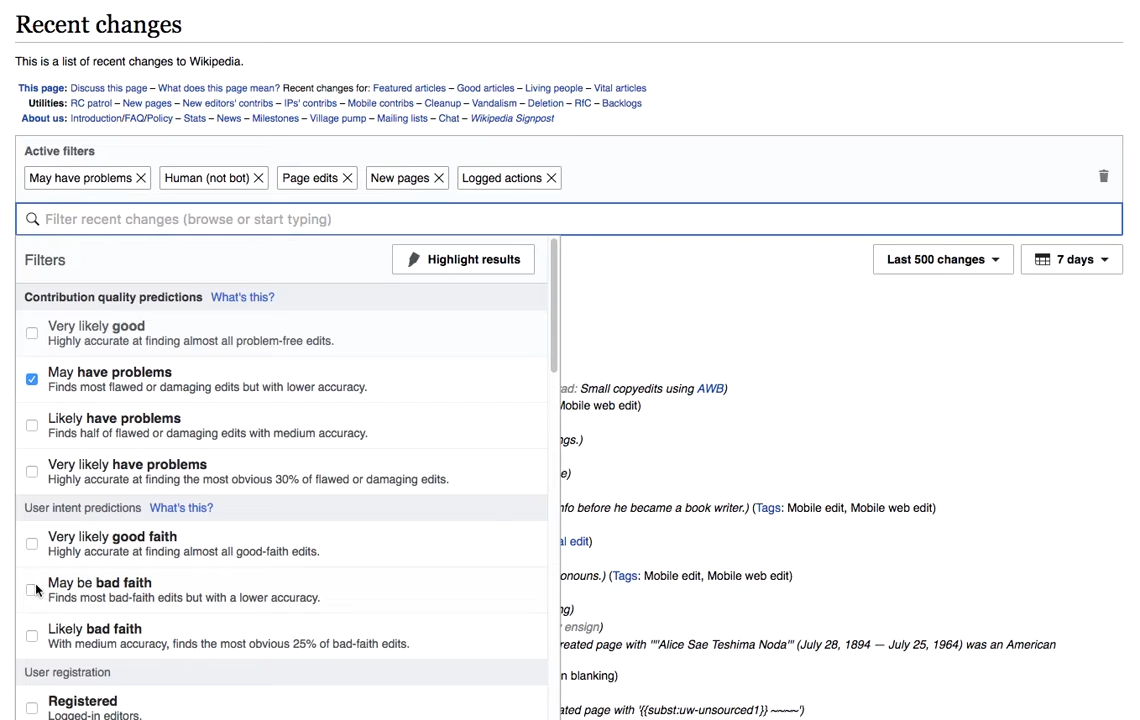 Recent changes
This is a list of recent changes to Wikipedia.
This page: Discuss this page – What does this page mean? Recent changes for: Featured articles – Good articles – Living people – Vital articles
Utilities: RC patrol – New pages – New editors' contribs – IPs' contribs – Mobile contribs – Cleanup – Vandalism – Deletion – RfC – Backlogs
About us: Introduction/FAQ/Policy – Stats – News – Milestones – Village pump – Mailing lists – Chat – Wikipedia Signpost
Active filters
May have problems Human (not bot) Page edits New pages Logged actions
Filter recent changes (browse or start typing)
Filters Highlight results Last 500 changes 7 days
Contribution quality predictions What's this?
Very likely good
Highly accurate at finding almost all problem-free edits.
May have problems
Finds most flawed or damaging edits but with lower accuracy.
Likely have problems
Finds half of flawed or damaging edits with medium accuracy.
Very likely have problems
Highly accurate at finding the most obvious 30% of flawed or damaging edits.
User intent predictions What's this?
Very likely good faith
Highly accurate at finding almost all good-faith edits.
May be bad faith
Finds most bad-faith edits but with a lower accuracy.
Likely bad faith
With medium accuracy, finds the most obvious 25% of bad-faith edits.
User registration
Registered
Logged-in editors.
ad: Small copyedits using AWB)
Mobile web edit)
ngs.)
e)
nfo before he became a book writer.) (Tags: Mobile edit, Mobile web edit)
al edit)
onouns.) (Tags: Mobile edit, Mobile web edit)
ng)
ensign)
reated page with '"'Alice Sae Teshima Noda'" (July 28, 1894 — July 25, 1964) was an American
n blanking)
ated page with '{{subst:uw-unsourced1}} ~~~~')